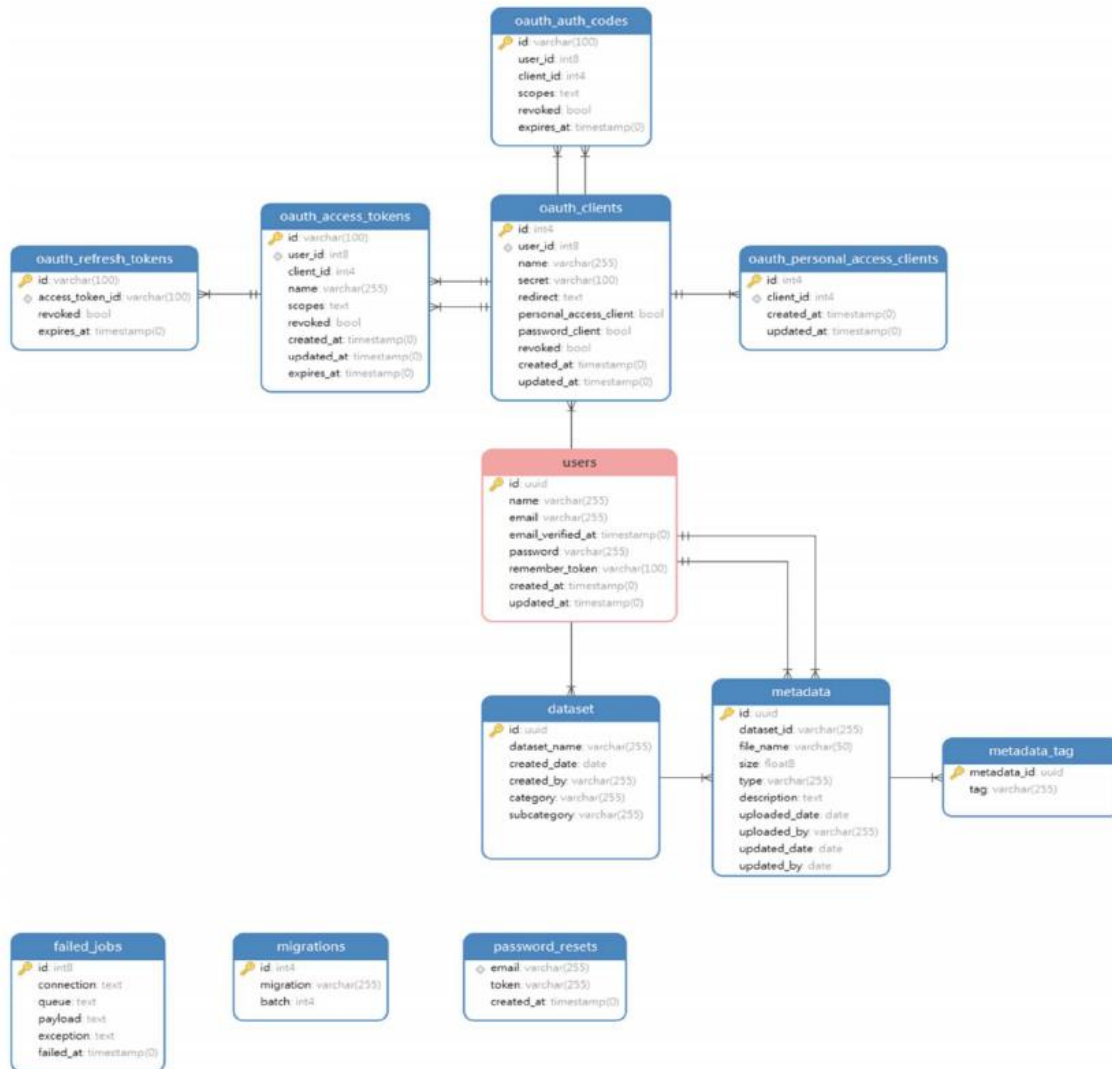 oauth_auth_codes
id: varchar(100)
user_id: int8
client_id: int4
scopes: text
revoked: bool
expires_at: timestamp(0)
oauth_refresh_tokens
id: varchar(100)
access_token_id: varchar(100)
revoked: bool
expires_at: timestamp(0)
oauth_access_tokens
id: varchar(100)
user_id: int8
client_id: int4
name: varchar(255)
scopes: text
revoked: bool
created_at: timestamp(0)
updated_at: timestamp(0)
expires_at: timestamp(0)
oauth_clients
id: int4
user_id: int8
name: varchar(255)
secret: varchar(100)
redirect: text
personal_access_client: bool
password_client: bool
revoked: bool
created_at: timestamp(0)
updated_at: timestamp(0)
oauth_personal_access_clients
id: int4
client_id: int4
created_at: timestamp(0)
updated_at: timestamp(0)
users
id: uuid
name: varchar(255)
email: varchar(255)
email_verified_at: timestamp(0)
password: varchar(255)
remember_token: varchar(100)
created_at: timestamp(0)
updated_at: timestamp(0)
dataset
id: uuid
dataset_name: varchar(255)
created_date: date
created_by: varchar(255)
category: varchar(255)
subcategory: varchar(255)
metadata
id: uuid
dataset_id: varchar(255)
file_name: varchar(50)
size: float8
type: varchar(255)
description: text
uploaded_date: date
uploaded_by: varchar(255)
updated_date: date
updated_by: date
metadata_tag
metadata_id: uuid
tag: varchar(255)
failed_jobs
id: int8
connection: text
queue: text
payload: text
exception: text
failed_at: timestamp(0)
migrations
id: int4
migration: varchar(255)
batch: int4
password_resets
email: varchar(255)
token: varchar(255)
created_at: timestamp(0)